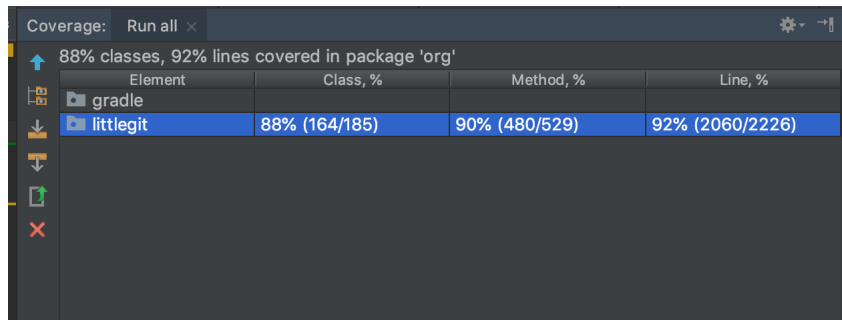 Coverage: Run all
88% classes, 92% lines covered in package 'org'
Element Class, % Method, % Line, %
gradle
littlegit 88% (164/185) 90% (480/529) 92% (2060/2226)